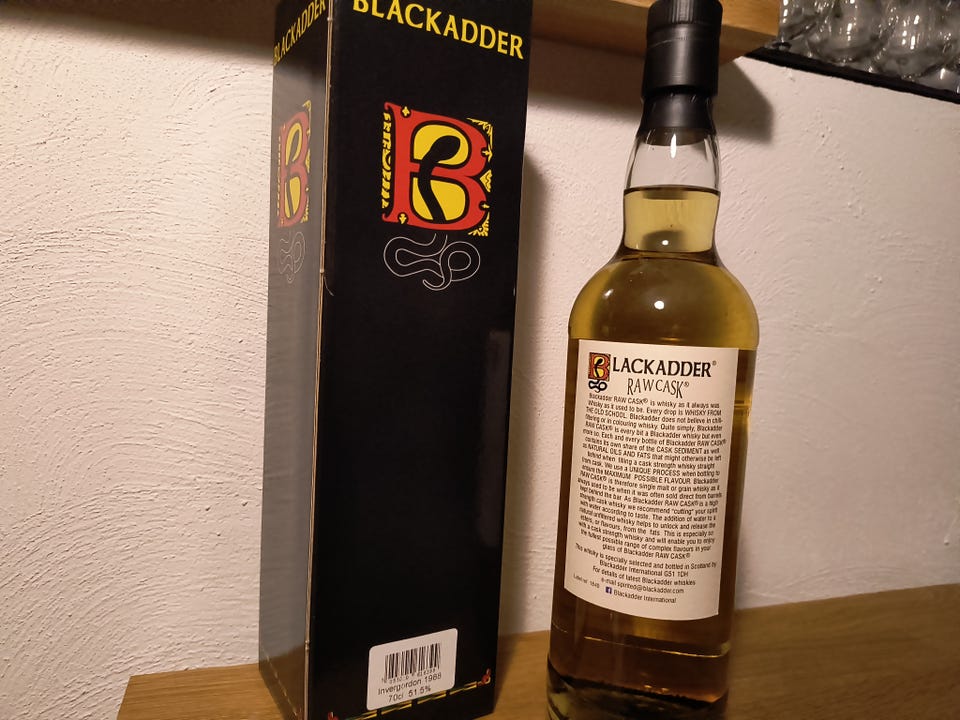 BLACKADDER
BLACKADDER
B
B
Invergordon 1988
70cl 51.5%
BLACKADDER®
RAW CASK®
Blackadder RAW CASK® is whisky as it always was.
Whisky as it used to be. Every drop is WHISKY FROM
THE OLD SCHOOL. Blackadder does not believe in chill-
filtering or in colouring whisky. Quite simply, Blackadder
RAW CASK® is every bit a Blackadder whisky but even
more so. Each and every bottle of Blackadder RAW CASK®
contains its own share of the CASK SEDIMENT as well
as NATURAL OILS AND FATS that might otherwise be left
behind when filling a cask strength whisky straight
from cask. We use a UNIQUE PROCESS when bottling to
ensure the MAXIMUM POSSIBLE FLAVOUR. Blackadder
RAW CASK® is therefore single malt or grain whisky as it
always used to be when it was often sold direct from barrels
kept behind the bar. As Blackadder RAW CASK® is a high
strength cask whisky we recommend "cutting" your spirit
with water according to taste. The addition of water to a
natural unfiltered whisky helps to unlock and release the
esters, or flavours, from the fats. This is especially so
with a cask strength whisky and will enable you to enjoy
the fullest possible range of complex flavours in your
glass of Blackadder RAW CASK®
This whisky is specially selected and bottled in Scotland by
Blackadder International G51 1DH
For details of latest Blackadder whiskies
e-mail spirited@blackadder.com
Label ref
Blackadder International